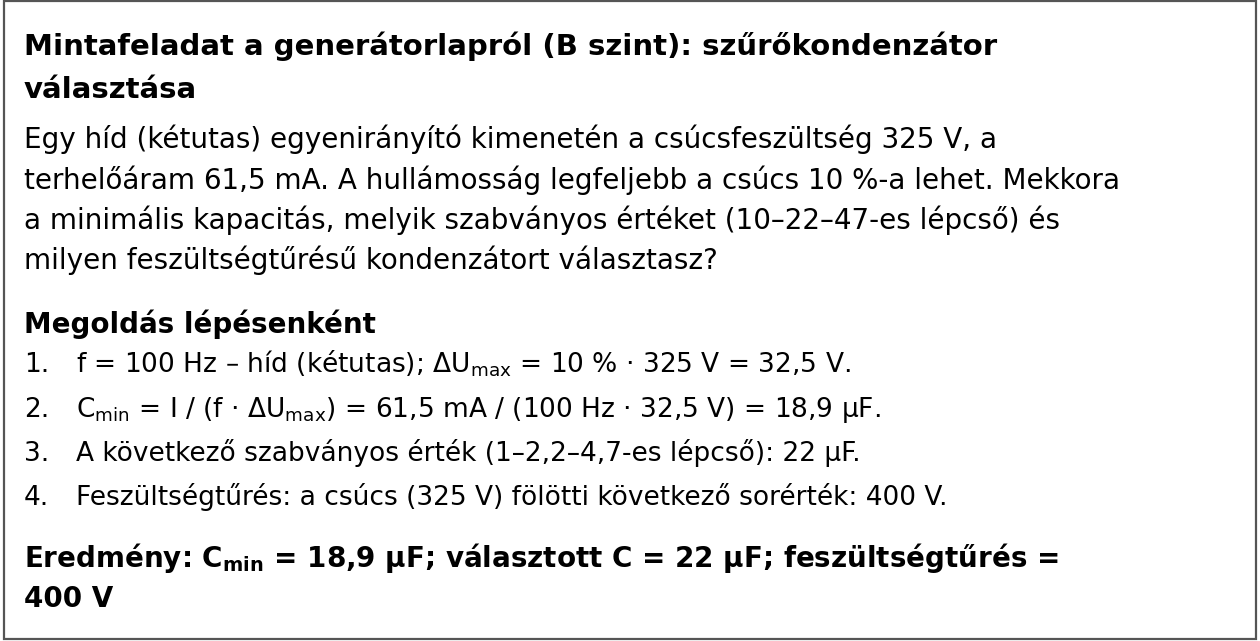 Mintafeladat a generátorlapról (B szint): szűrőkondenzátor
választása
Egy híd (kétutas) egyenirányító kimenetén a csúcsfeszültség 325 V, a
terhelőáram 61,5 mA. A hullámosság legfeljebb a csúcs 10 %-a lehet. Mekkora
a minimális kapacitás, melyik szabványos értéket (10–22–47-es lépcső) és
milyen feszültségtűrésű kondenzátort választasz?
Megoldás lépésenként
1. f = 100 Hz – híd (kétutas); ΔUmax = 10 % · 325 V = 32,5 V.
2. Cmin = I / (f · ΔUmax) = 61,5 mA / (100 Hz · 32,5 V) = 18,9 µF.
3. A következő szabványos érték (1–2,2–4,7-es lépcső): 22 µF.
4. Feszültségtűrés: a csúcs (325 V) fölötti következő sorérték: 400 V.
Eredmény: Cmin = 18,9 µF; választott C = 22 µF; feszültségtűrés =
400 V